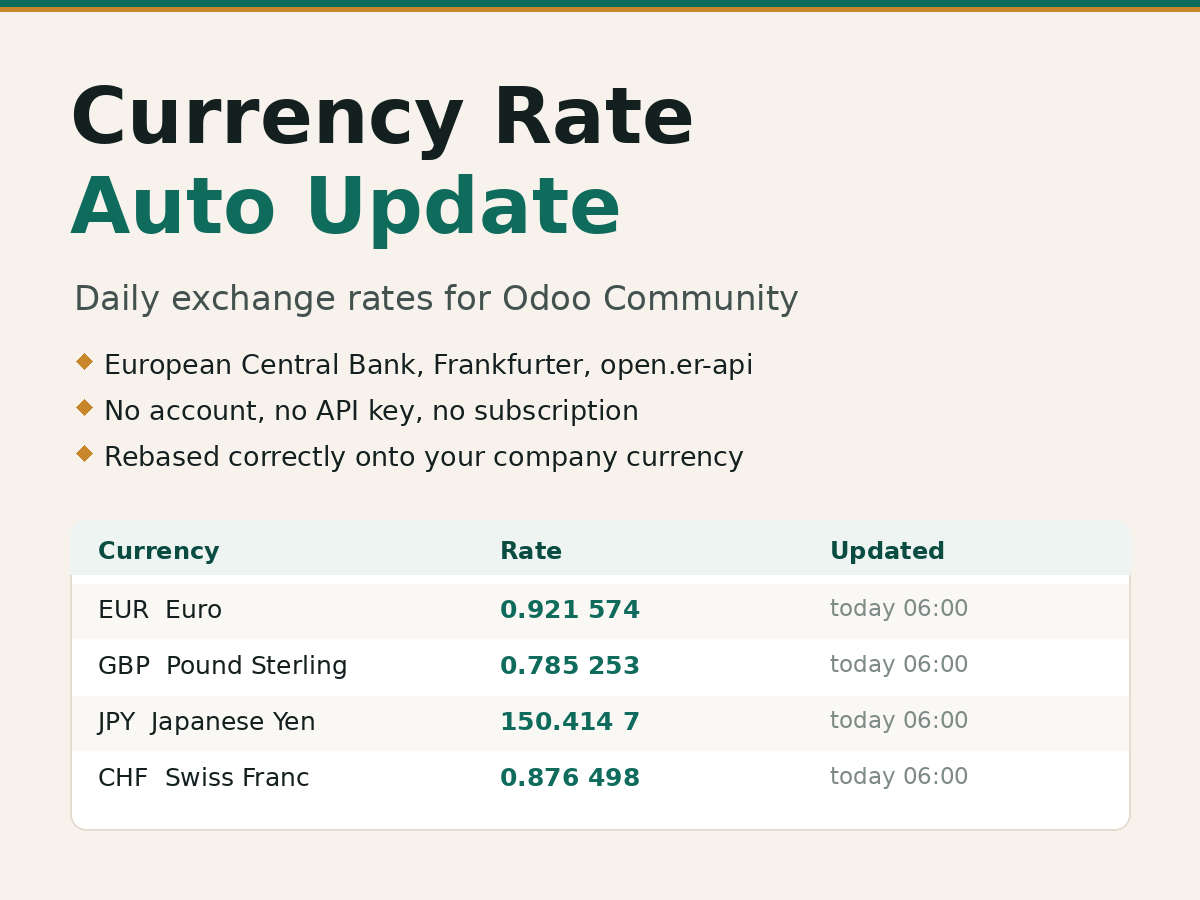 Currency Rate
Auto Update
Daily exchange rates for Odoo Community
European Central Bank, Frankfurter, open.er-api
No account, no API key, no subscription
Rebased correctly onto your company currency
Currency Rate Updated
EUR Euro 0.921 574 today 06:00
GBP Pound Sterling 0.785 253 today 06:00
JPY Japanese Yen 150.414 7 today 06:00
CHF Swiss Franc 0.876 498 today 06:00